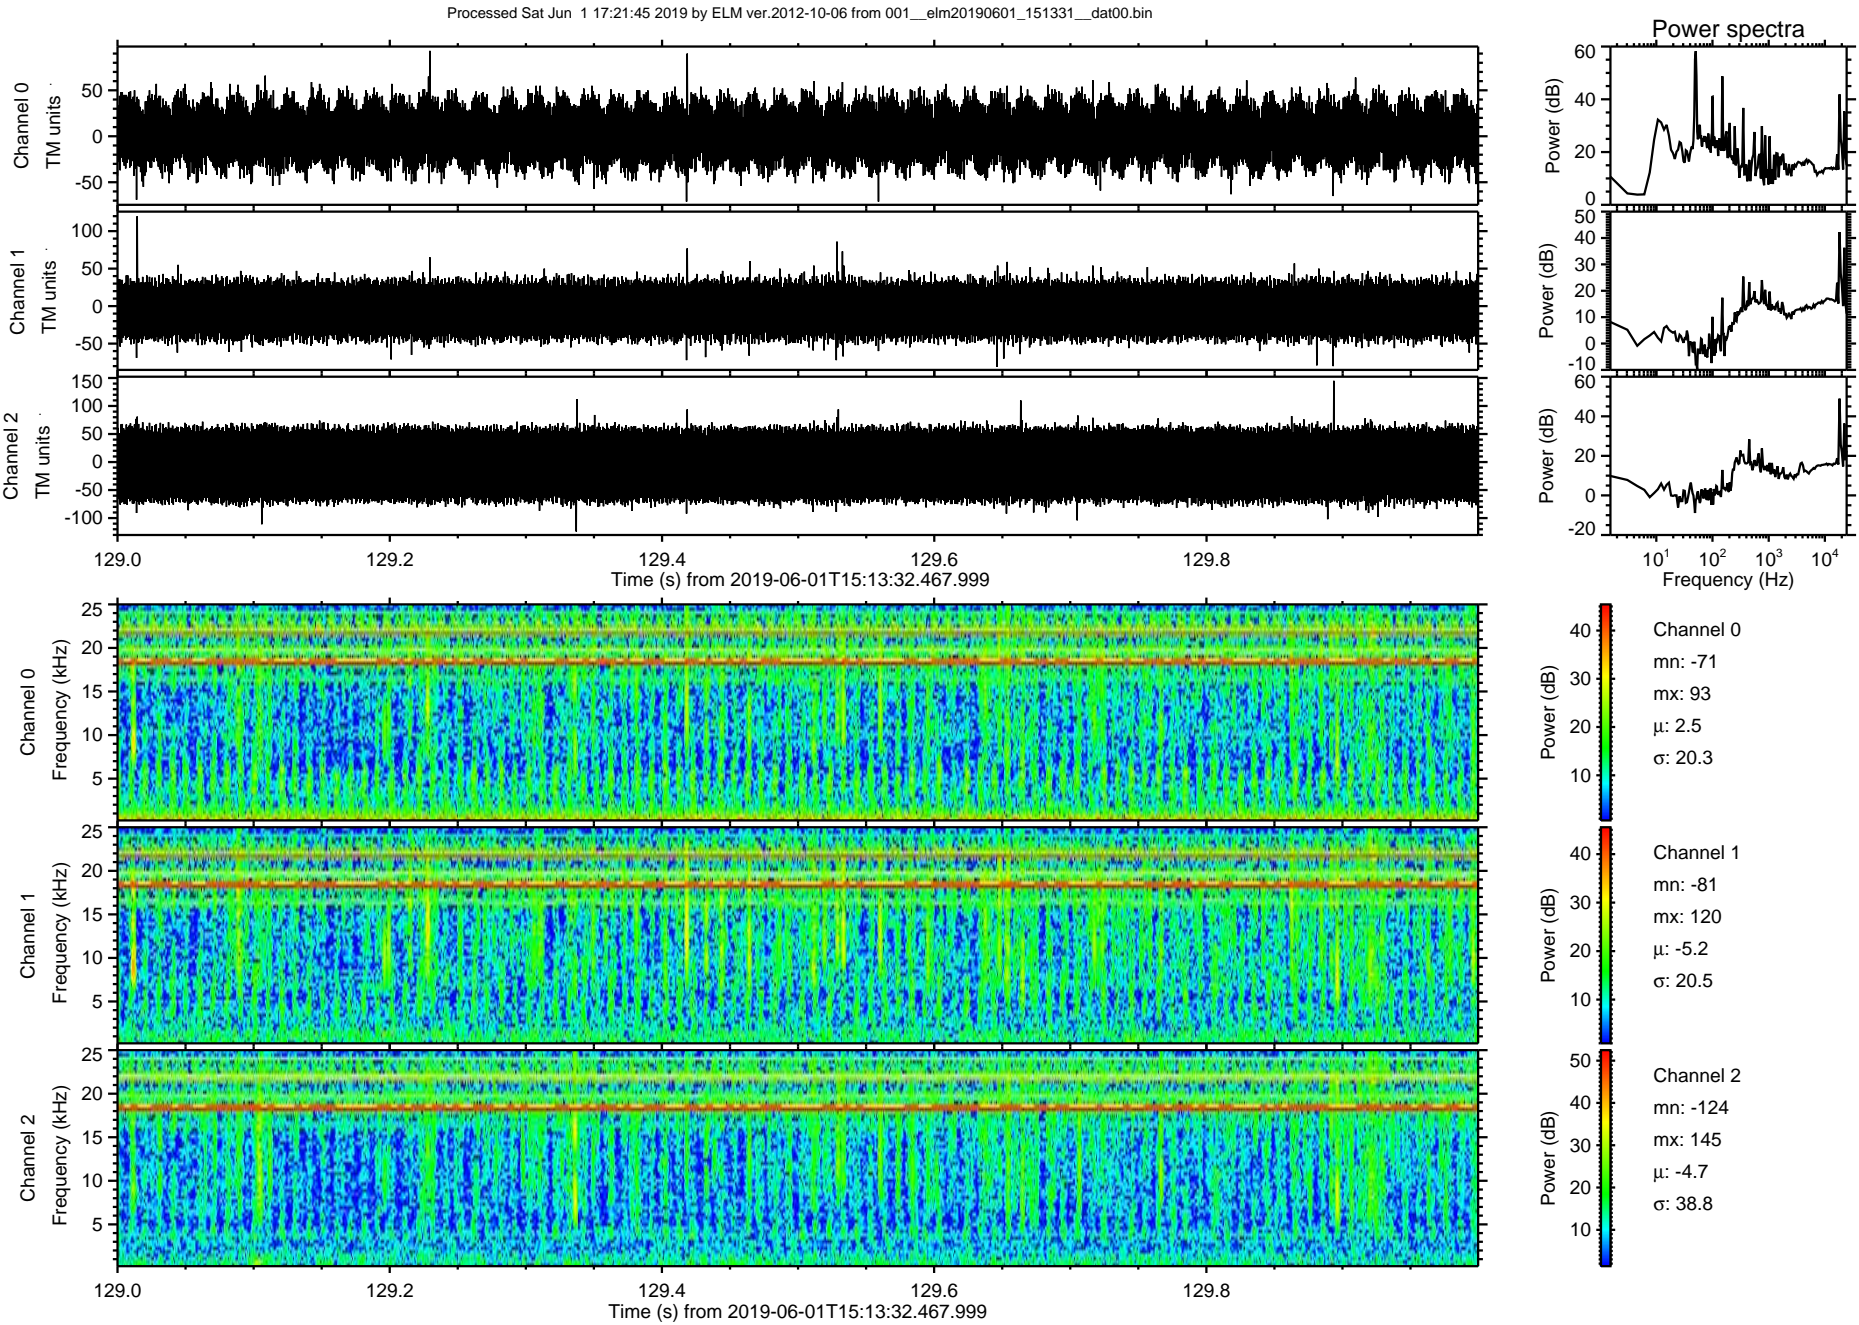 Processed Sat Jun  1 17:21:45 2019 by ELM ver.2012-10-06 from 001__elm20190601_151331__dat00.bin
Power spectra
Channel 0
TM units
50
0
-50
Power (dB)
60
40
20
0
Channel 1
TM units
100
50
0
-50
Power (dB)
50
40
30
20
10
0
-10
Channel 2
TM units
150
100
50
0
-50
-100
Power (dB)
60
40
20
0
-20
129.0 129.2 129.4 129.6 129.8
Time (s) from 2019-06-01T15:13:32.467.999
10^1 10^2 10^3 10^4
Frequency (Hz)
Channel 0
Frequency (kHz)
25
20
15
10
5
Power (dB)
40
30
20
10
Channel 0
mn: -71
mx: 93
μ: 2.5
σ: 20.3
Channel 1
Frequency (kHz)
25
20
15
10
5
Power (dB)
40
30
20
10
Channel 1
mn: -81
mx: 120
μ: -5.2
σ: 20.5
Channel 2
Frequency (kHz)
25
20
15
10
5
Power (dB)
50
40
30
20
10
Channel 2
mn: -124
mx: 145
μ: -4.7
σ: 38.8
129.0 129.2 129.4 129.6 129.8
Time (s) from 2019-06-01T15:13:32.467.999